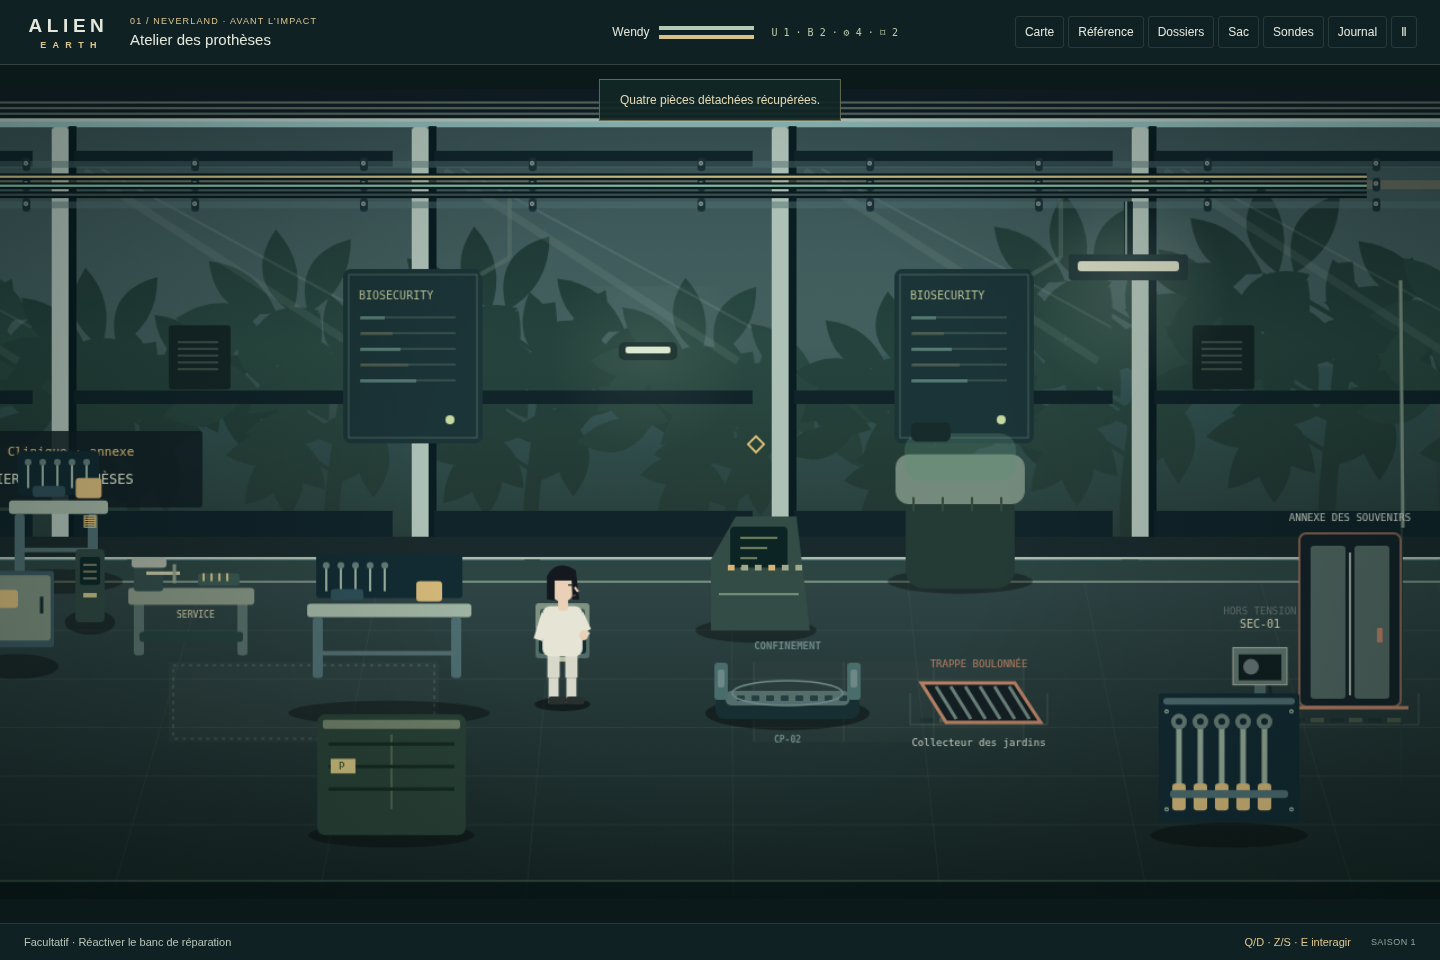 ALIEN
EARTH
01 / NEVERLAND · AVANT L'IMPACT
Atelier des prothèses
Wendy
U 1 · B 2 · ⚙ 4 · ¤ 2
Carte
Référence
Dossiers
Sac
Sondes
Journal
II
Quatre pièces détachées récupérées.
BIOSECURITY
BIOSECURITY
annexe
SERVICE
CONFINEMENT
CP-02
TRAPPE BOULONNÉE
Collecteur des jardins
ANNEXE DES SOUVENIRS
HORS TENSION
SEC-01
P
Facultatif · Réactiver le banc de réparation
Q/D · Z/S · E interagir
SAISON 1